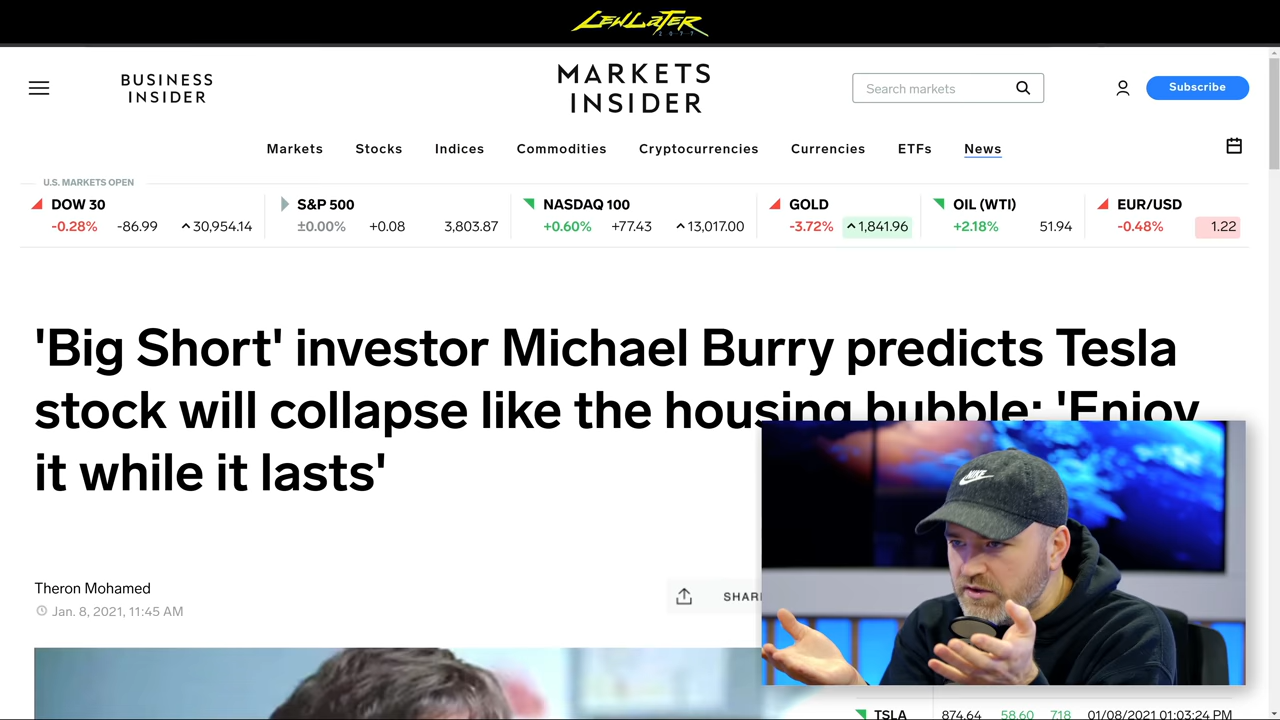 LEWLATER
2077
BUSINESS
INSIDER
MARKETS
INSIDER
Search markets
Subscribe
Markets Stocks Indices Commodities Cryptocurrencies Currencies ETFs News
U.S. MARKETS OPEN
DOW 30 S&P 500 NASDAQ 100 GOLD OIL (WTI) EUR/USD
-0.28% -86.99 30,954.14 ±0.00% +0.08 3,803.87 +0.60% +77.43 13,017.00 -3.72% 1,841.96 +2.18% 51.94 -0.48% 1.22
'Big Short' investor Michael Burry predicts Tesla
stock will collapse like the housing bubble: 'Enjoy
it while it lasts'
Theron Mohamed
Jan. 8, 2021, 11:45 AM
SHAR
NIKE
TSLA 874.64 58.60 7.18 01/08/2021 01:03:24 PM